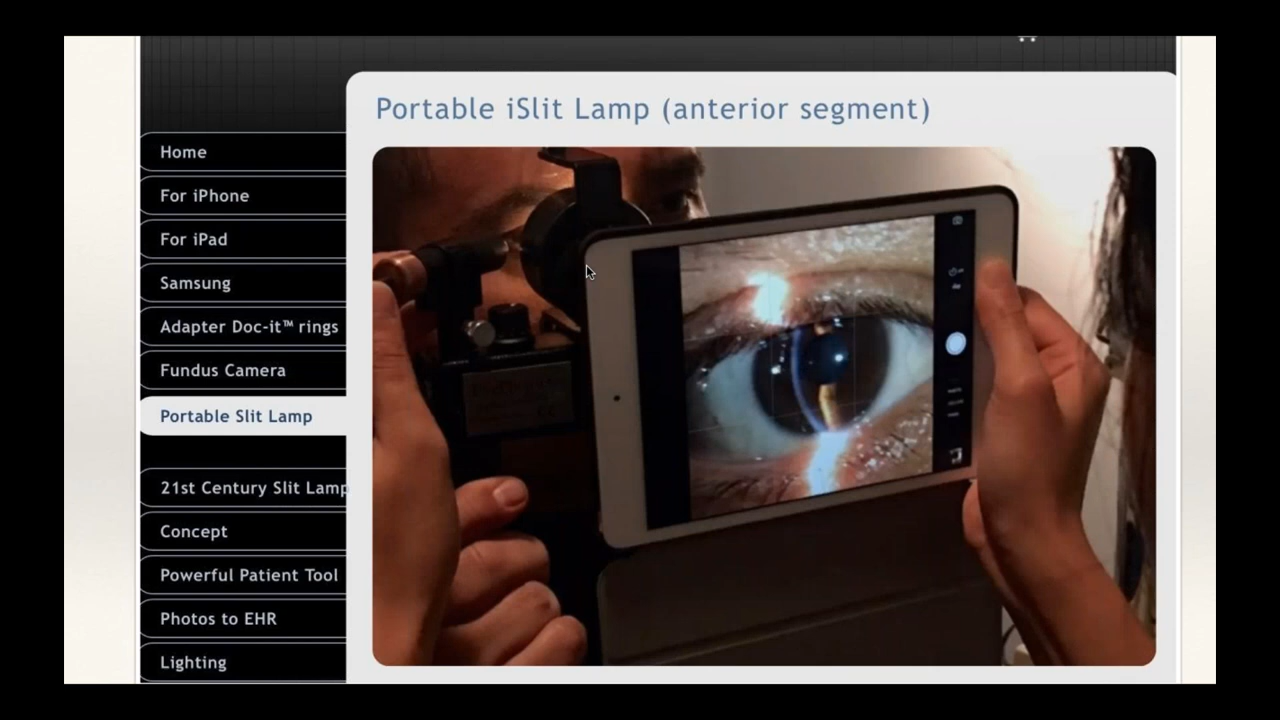 Portable iSlit Lamp (anterior segment)
Home
For iPhone
For iPad
Samsung
Adapter Doc-it™ rings
Fundus Camera
Portable Slit Lamp
21st Century Slit Lamp
Concept
Powerful Patient Tool
Photos to EHR
Lighting